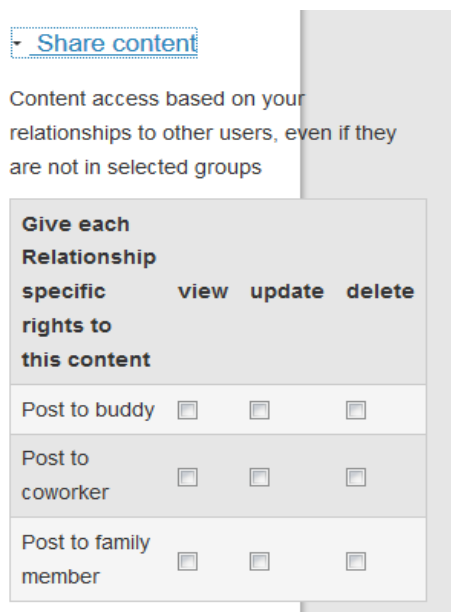 Share content
Content access based on your
relationships to other users, even if they
are not in selected groups
Give each
Relationship
specific view update delete
rights to
this content
Post to buddy
Post to
coworker
Post to family
member